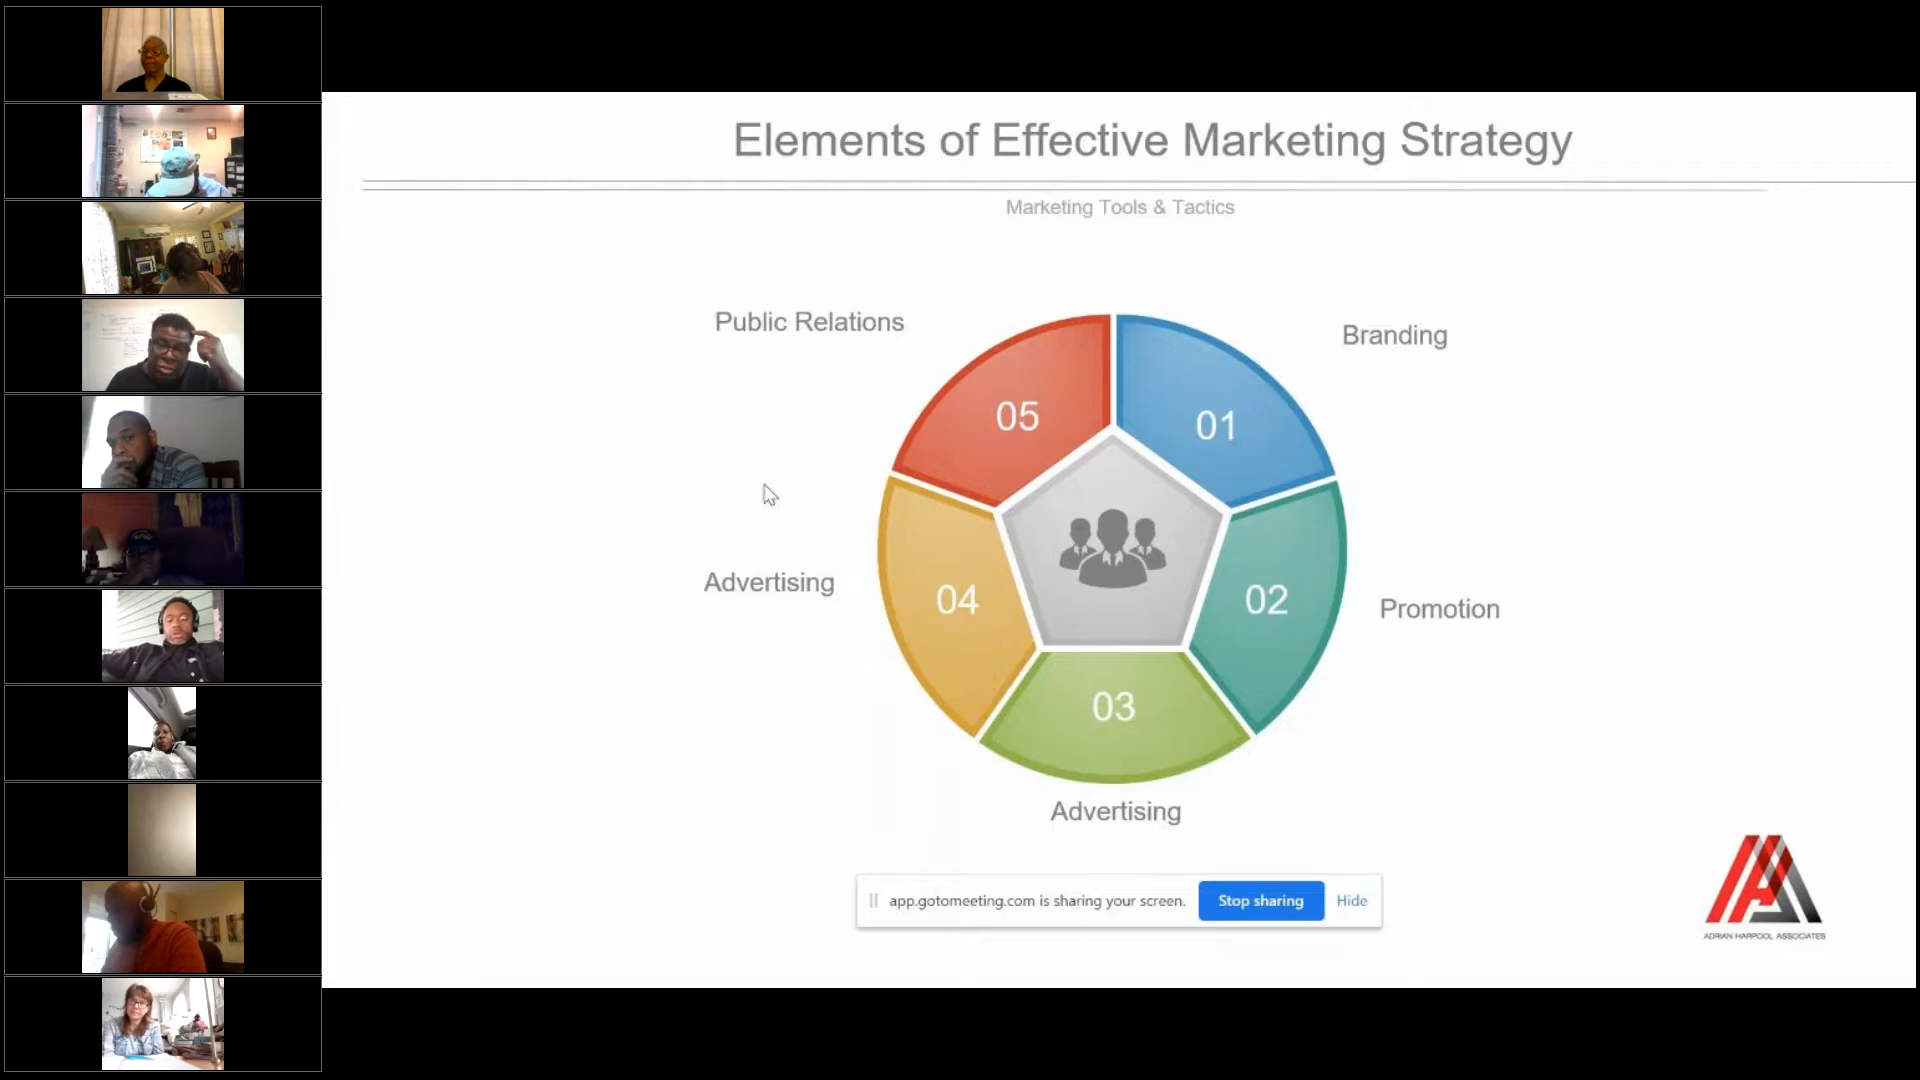 Elements of Effective Marketing Strategy
Marketing Tools & Tactics
Public Relations
Branding
05
01
Advertising
04
02
Promotion
03
Advertising
app.gotomeeting.com is sharing your screen.
Stop sharing
Hide
ADRIAN HARPOOL ASSOCIATES